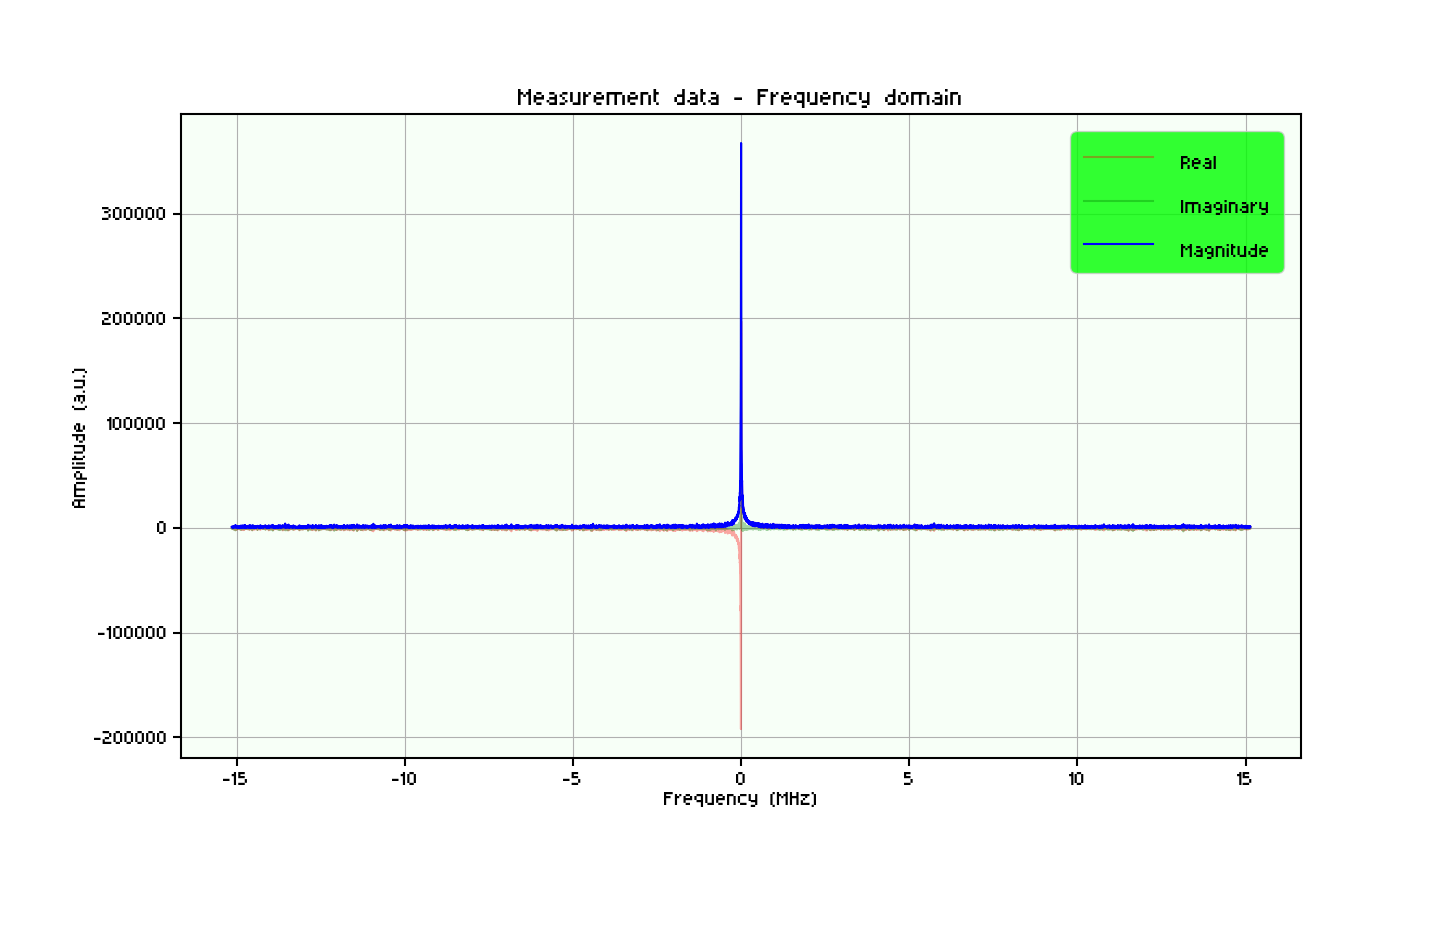 Measurement data - Frequency domain
Real
Imaginary
Magnitude
300000
200000
100000
0
-100000
-200000
Amplitude (a.u.)
-15 -10 -5 0 5 10 15
Frequency (MHz)